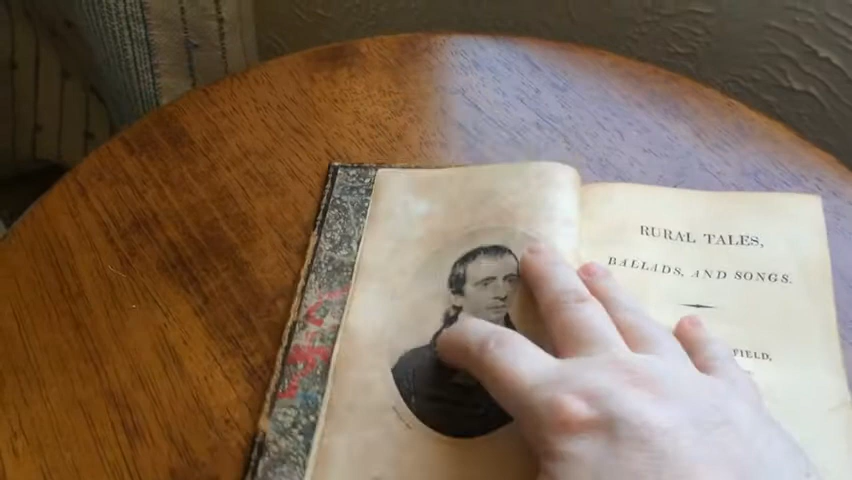 RURAL TALES,
BALLADS, AND SONGS.
FIELD,